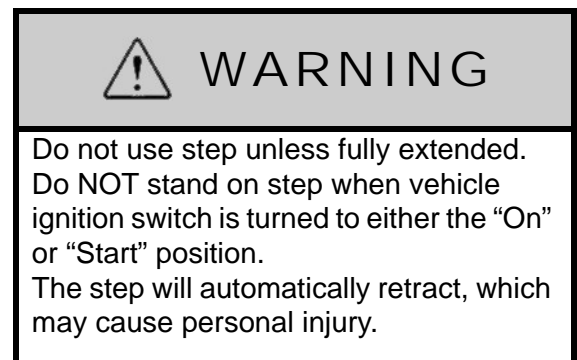 WARNING
Do not use step unless fully extended.
Do NOT stand on step when vehicle
ignition switch is turned to either the “On”
or “Start” position.
The step will automatically retract, which
may cause personal injury.